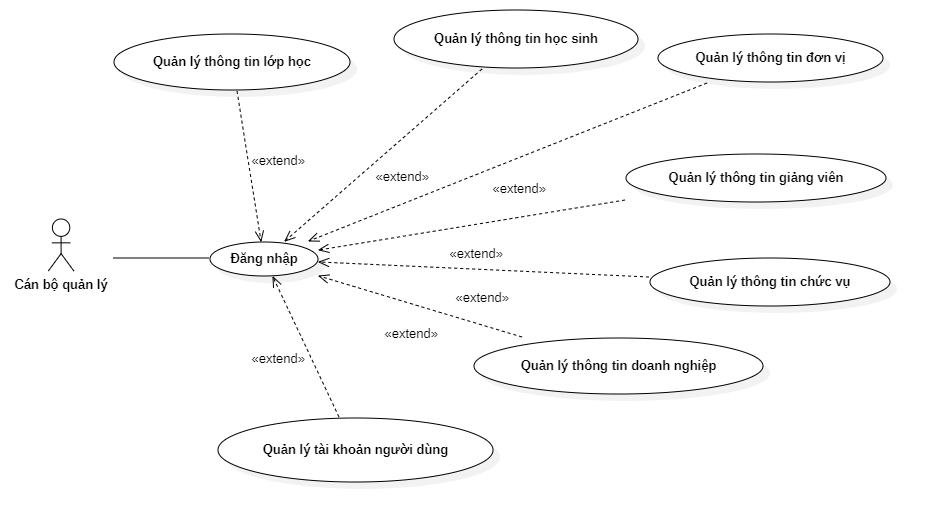 Quản lý thông tin học sinh
Quản lý thông tin lớp học
Quản lý thông tin đơn vị
«extend»
«extend»
Quản lý thông tin giảng viên
«extend»
Đăng nhập
«extend»
Cán bộ quản lý
Quản lý thông tin chức vụ
«extend»
«extend»
«extend»
Quản lý thông tin doanh nghiệp
Quản lý tài khoản người dùng